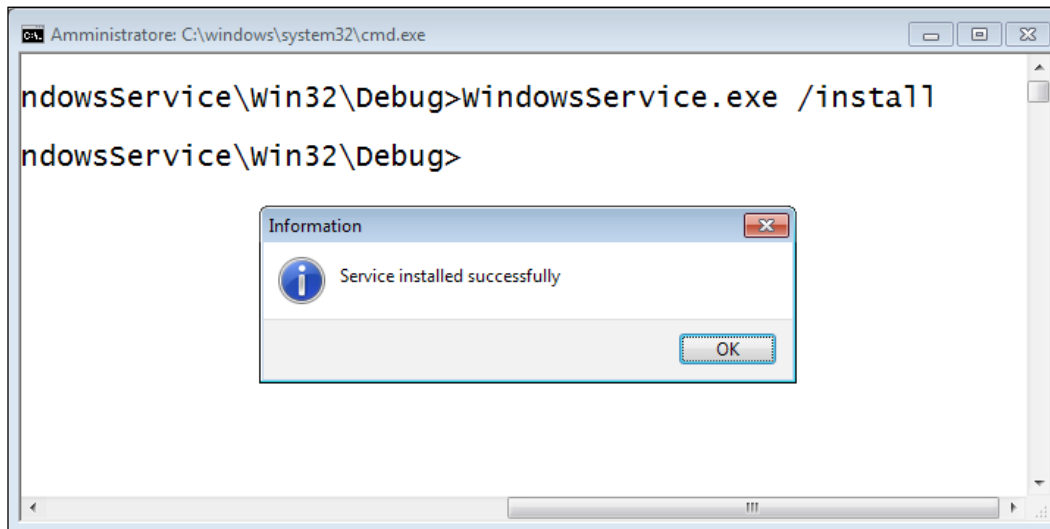 Amministratore: C:\windows\system32\cmd.exe
ndowsService\Win32\Debug>WindowsService.exe /install
ndowsService\Win32\Debug>
Information
Service installed successfully
OK